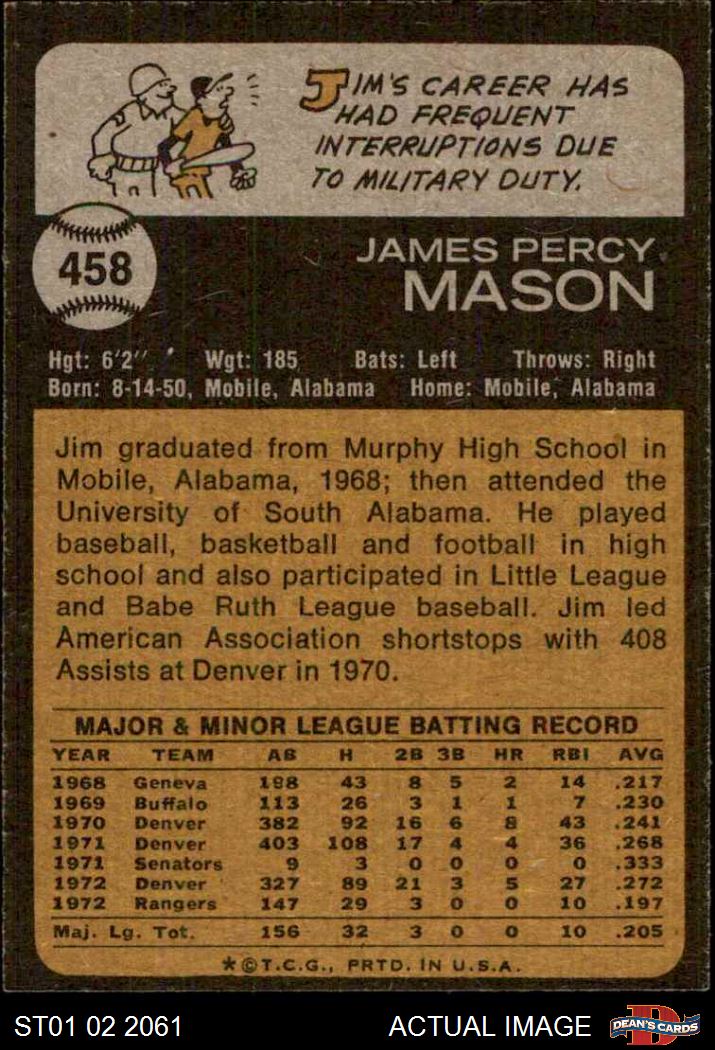 JIM'S CAREER HAS
HAD FREQUENT
INTERRUPTIONS DUE
TO MILITARY DUTY.
458
JAMES PERCY
MASON
Hgt: 6'2" Wgt: 185 Bats: Left Throws: Right
Born: 8-14-50, Mobile, Alabama Home: Mobile, Alabama
Jim graduated from Murphy High School in
Mobile, Alabama, 1968; then attended the
University of South Alabama. He played
baseball, basketball and football in high
school and also participated in Little League
and Babe Ruth League baseball. Jim led
American Association shortstops with 408
Assists at Denver in 1970.
MAJOR & MINOR LEAGUE BATTING RECORD
YEAR TEAM AB H 2B 3B HR RBI AVG
1968 Geneva 198 43 8 5 2 14 .217
1969 Buffalo 113 26 3 1 1 7 .230
1970 Denver 382 92 16 6 8 43 .241
1971 Denver 403 108 17 4 4 36 .268
1971 Senators 9 3 0 0 0 0 .333
1972 Denver 327 89 21 3 5 27 .272
1972 Rangers 147 29 3 0 0 10 .197
Maj. Lg. Tot. 156 32 3 0 0 10 .205
*©T.C.G., PRTD. IN U.S.A.
ST01 02 2061 ACTUAL IMAGE DEAN'S CARDS